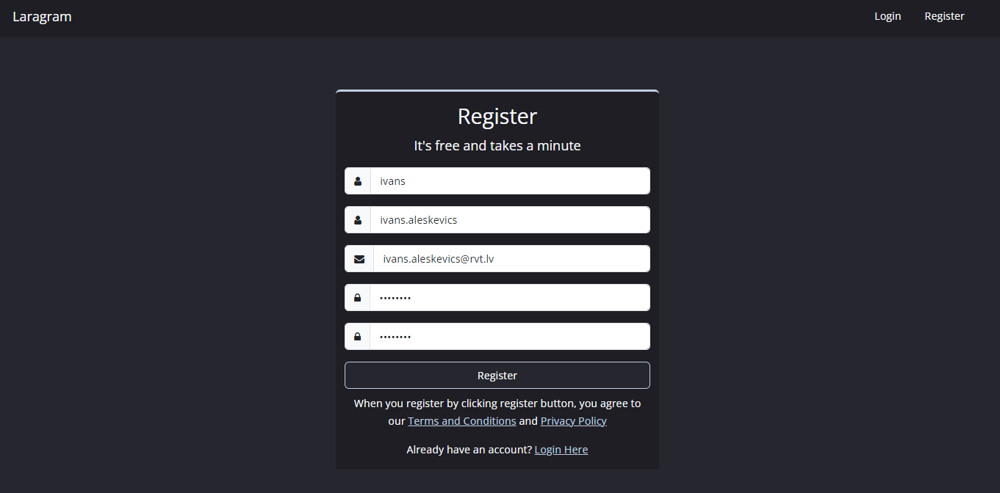 Laragram
Login
Register
Register
It's free and takes a minute
ivans
ivans.aleskevics
ivans.aleskevics@rvt.lv
••••••••
••••••••
Register
When you register by clicking register button, you agree to
our Terms and Conditions and Privacy Policy
Already have an account? Login Here